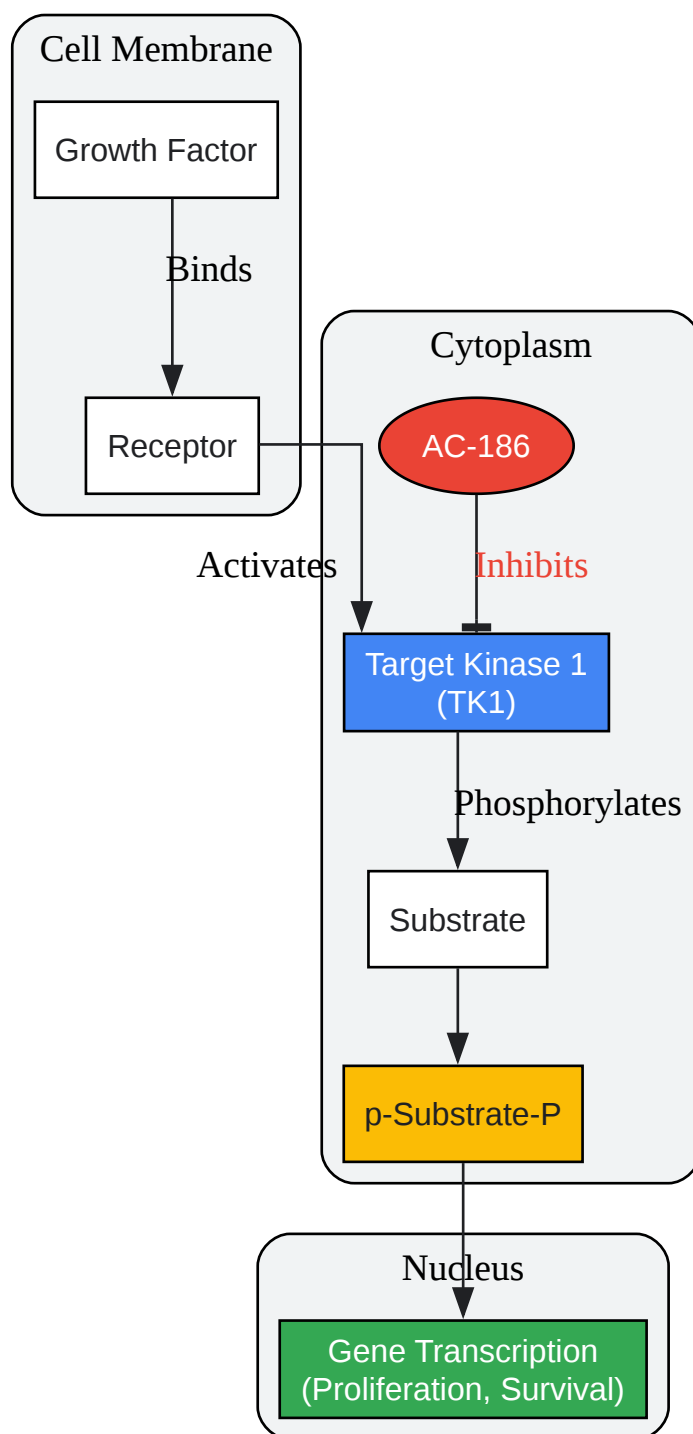 Cell Membrane
Growth Factor
Binds
Receptor
Cytoplasm
AC-186
Activates
Inhibits
Target Kinase 1
(TK1)
Phosphorylates
Substrate
p-Substrate-P
Nucleus
Gene Transcription
(Proliferation, Survival)